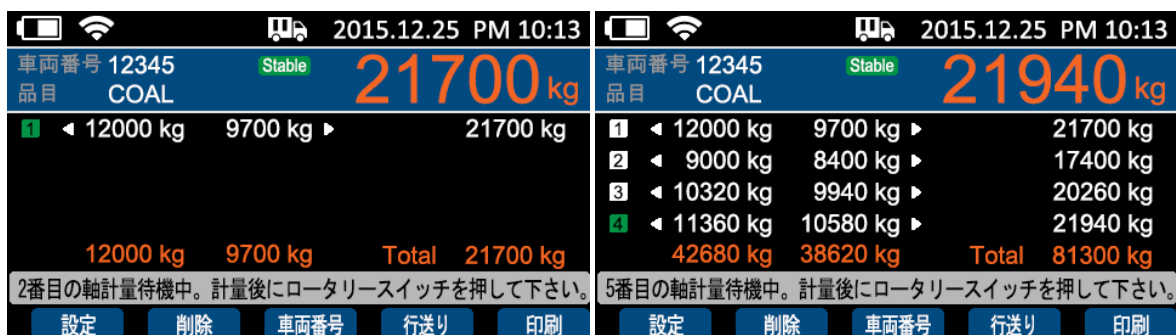 2015.12.25 PM 10:13
車両番号 12345 Stable 21700 kg
品目 COAL
1 12000 kg 9700 kg 21700 kg
12000 kg 9700 kg Total 21700 kg
2番目の軸計量待機中。計量後にロータリースイッチを押して下さい。
設定 削除 車両番号 行送り 印刷
2015.12.25 PM 10:13
車両番号 12345 Stable 21940 kg
品目 COAL
1 12000 kg 9700 kg 21700 kg
2 9000 kg 8400 kg 17400 kg
3 10320 kg 9940 kg 20260 kg
4 11360 kg 10580 kg 21940 kg
42680 kg 38620 kg Total 81300 kg
5番目の軸計量待機中。計量後にロータリースイッチを押して下さい。
設定 削除 車両番号 行送り 印刷